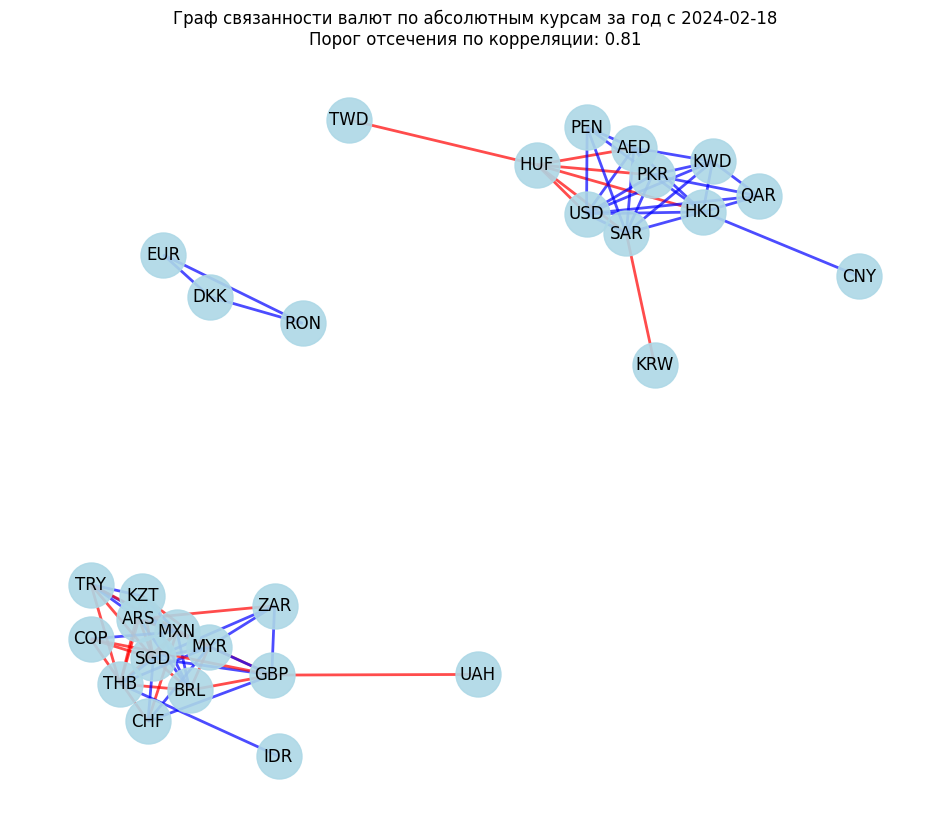 Граф связанности валют по абсолютным курсам за год с 2024-02-18
Порог отсечения по корреляции: 0.81
TWD
PEN
AED
HUF
KWD
PKR
QAR
USD
HKD
SAR
EUR
CNY
DKK
RON
KRW
TRY
KZT
ZAR
ARS
MXN
COP
MYR
SGD
GBP
UAH
THB
BRL
CHF
IDR